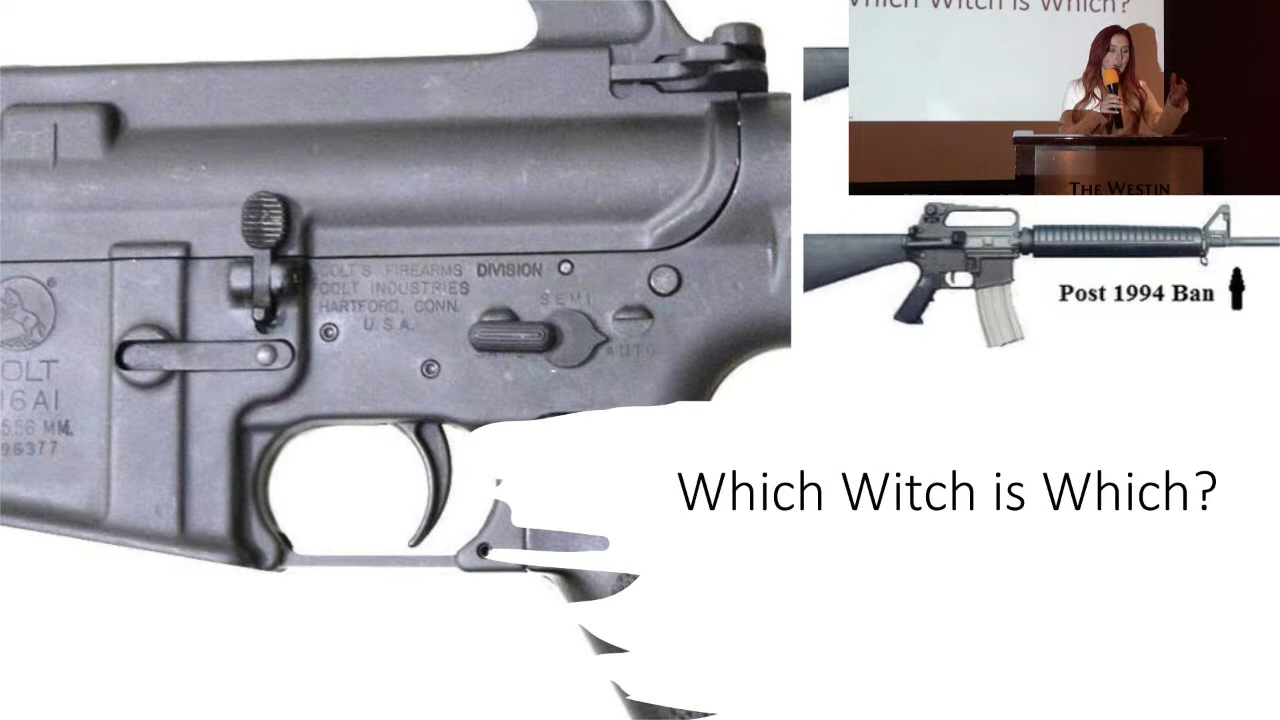 Which Witch is Which?
THE WESTIN
COLT'S FIREARMS DIVISION
COLT INDUSTRIES
HARTFORD, CONN.
U.S.A.
SEMI
AUTO
OLT
16A1
5.56 MM.
96377
Post 1994 Ban
Which Witch is Which?